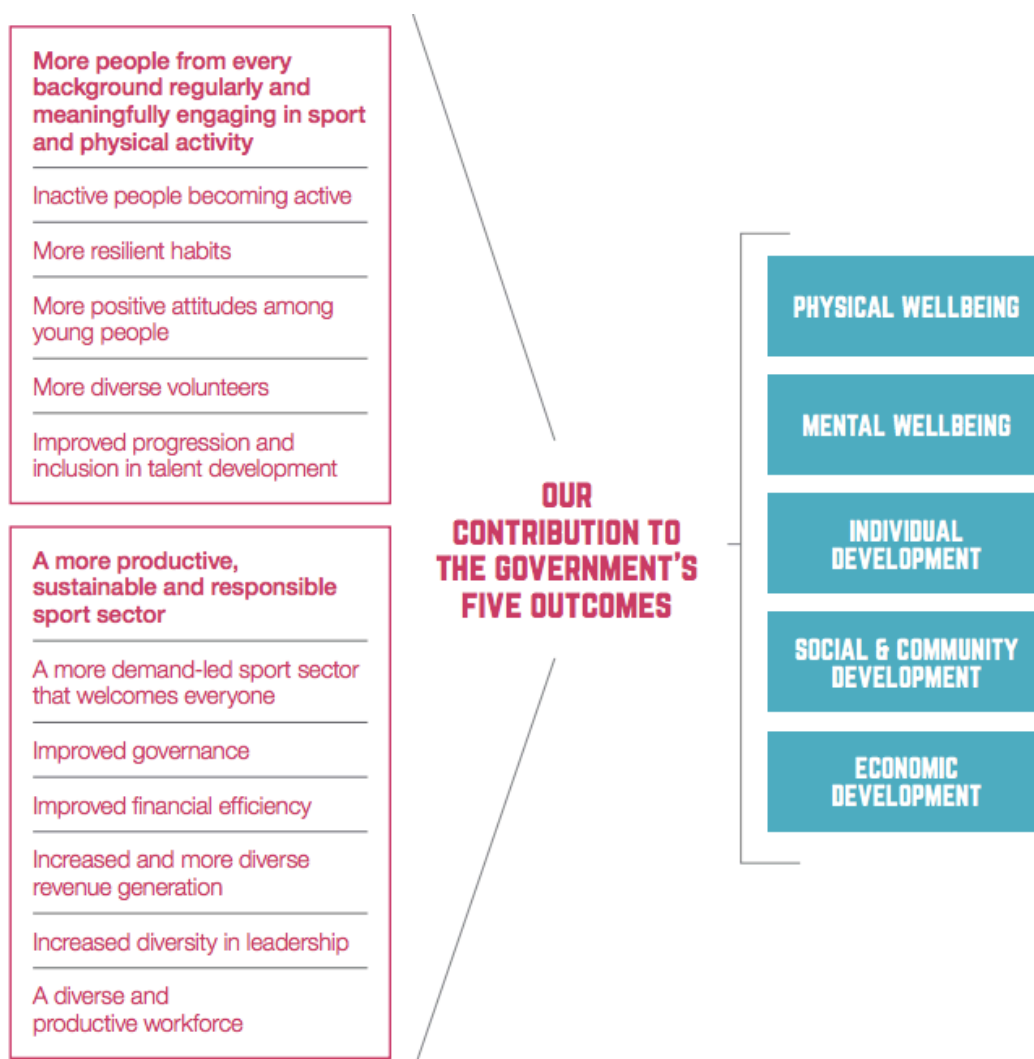 More people from every
background regularly and
meaningfully engaging in sport
and physical activity
Inactive people becoming active
More resilient habits
More positive attitudes among
young people
More diverse volunteers
Improved progression and
inclusion in talent development
A more productive,
sustainable and responsible
sport sector
A more demand-led sport sector
that welcomes everyone
Improved governance
Improved financial efficiency
Increased and more diverse
revenue generation
Increased diversity in leadership
A diverse and
productive workforce
OUR
CONTRIBUTION TO
THE GOVERNMENT'S
FIVE OUTCOMES
PHYSICAL WELLBEING
MENTAL WELLBEING
INDIVIDUAL
DEVELOPMENT
SOCIAL & COMMUNITY
DEVELOPMENT
ECONOMIC
DEVELOPMENT